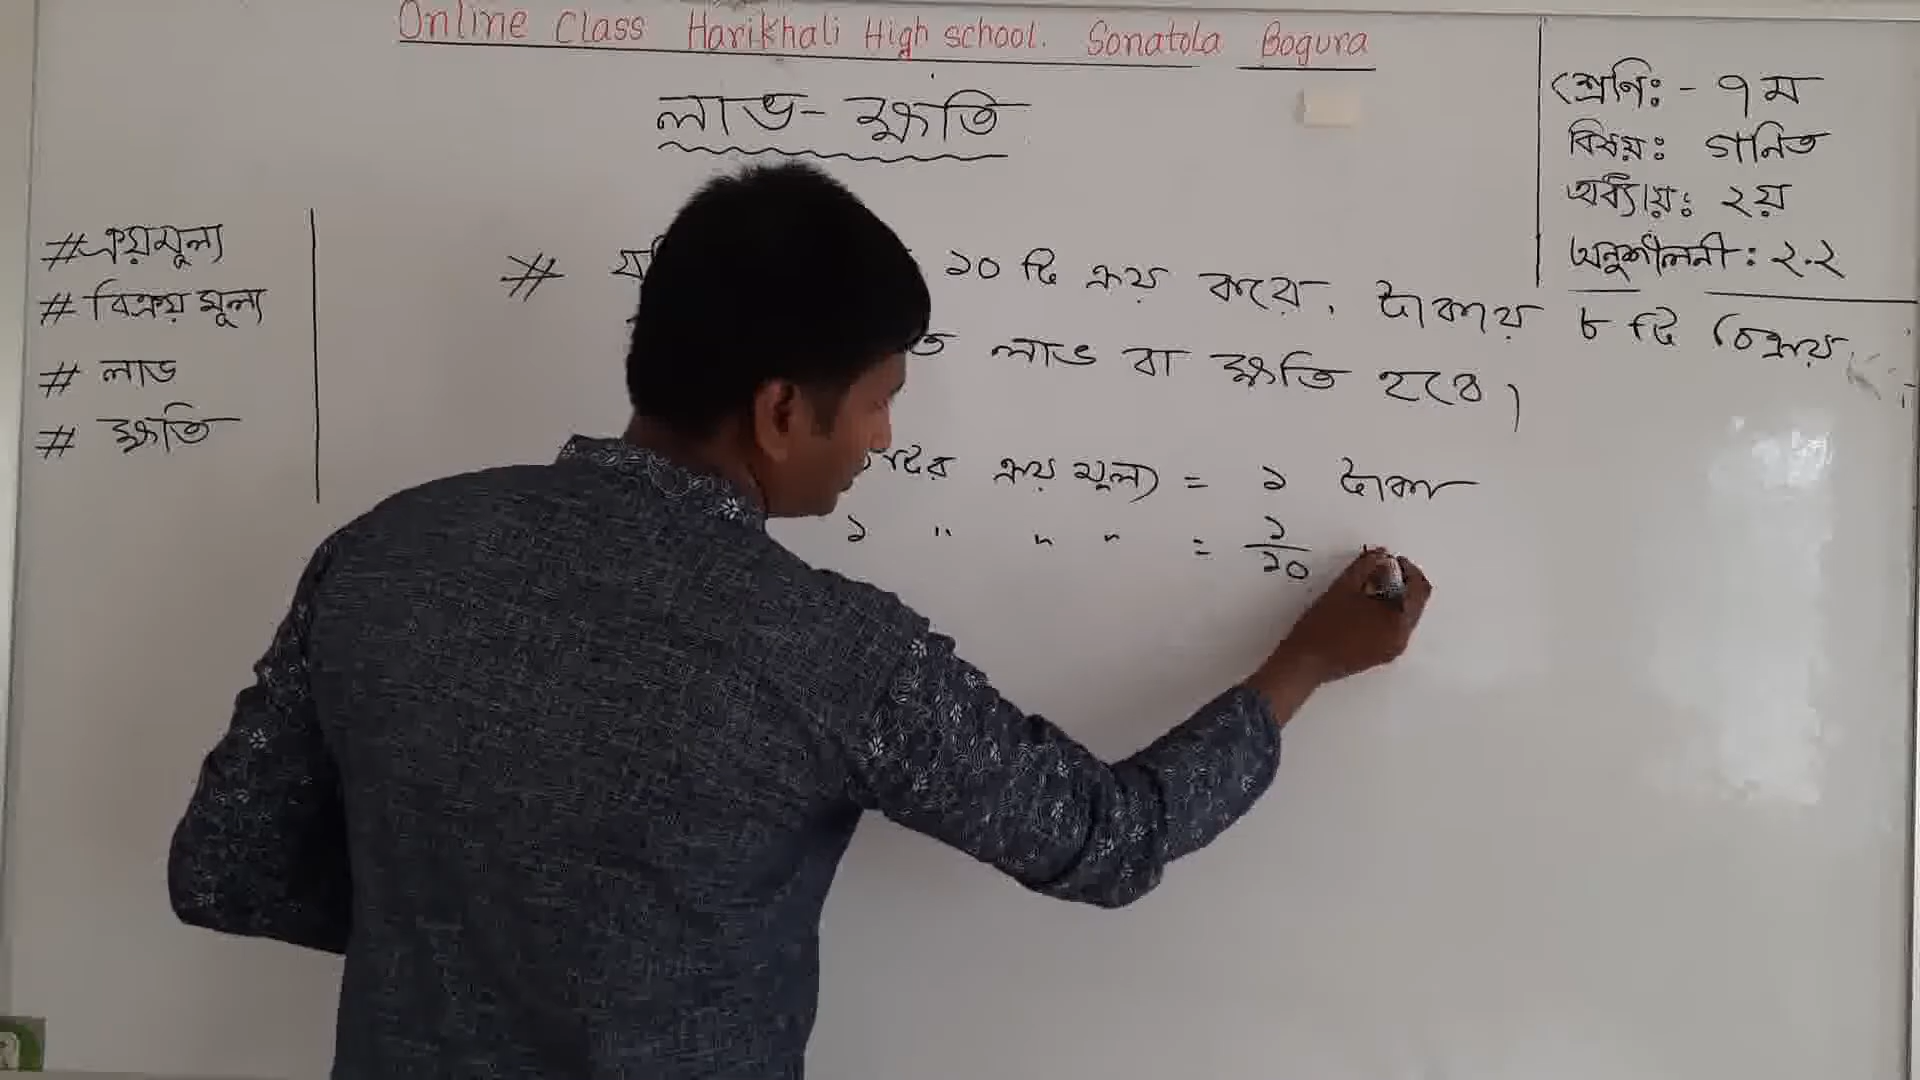 Online Class Harikhali High school. Sonatola Bogura
লাভ - ক্ষতি
শ্রেণিঃ - ৭ম
বিষয়ঃ গনিত
অধ্যায়ঃ ২য়
অনুশীলনী : ২.২
# ক্রয়মূল্য
# বিক্রয় মূল্য
# লাভ
# ক্ষতি
# ১০ টি ক্রয় করে, টাকায় ৮ টি বিক্রয়
লাভ বা ক্ষতি হবে।
টির ক্রয় মূল্য = ১ টাকা
১ " " " = ১/১০